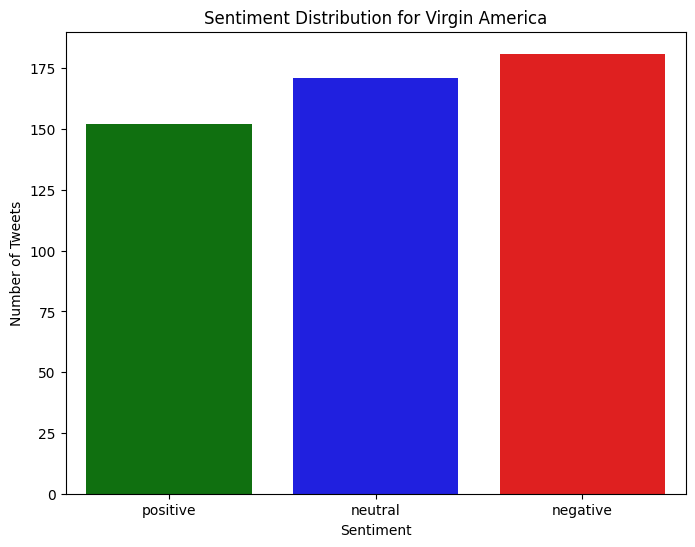 Sentiment Distribution for Virgin America
Number of Tweets
175
150
125
100
75
50
25
0
positive
neutral
negative
Sentiment